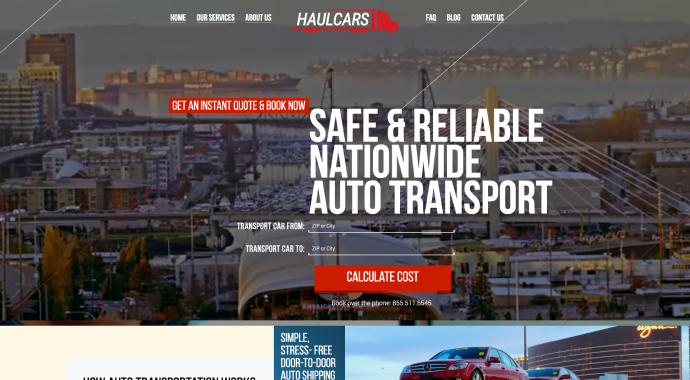 HOME OUR SERVICES ABOUT US HAULCARS FAQ BLOG CONTACT US
GET AN INSTANT QUOTE & BOOK NOW
SAFE & RELIABLE
NATIONWIDE
AUTO TRANSPORT
TRANSPORT CAR FROM: ZIP or City
TRANSPORT CAR TO: ZIP or City
CALCULATE COST
Book over the phone: 855.511.6545
SIMPLE,
STRESS- FREE
DOOR-TO-DOOR
AUTO SHIPPING
HOW AUTO TRANSPORTATION WORKS
wynn